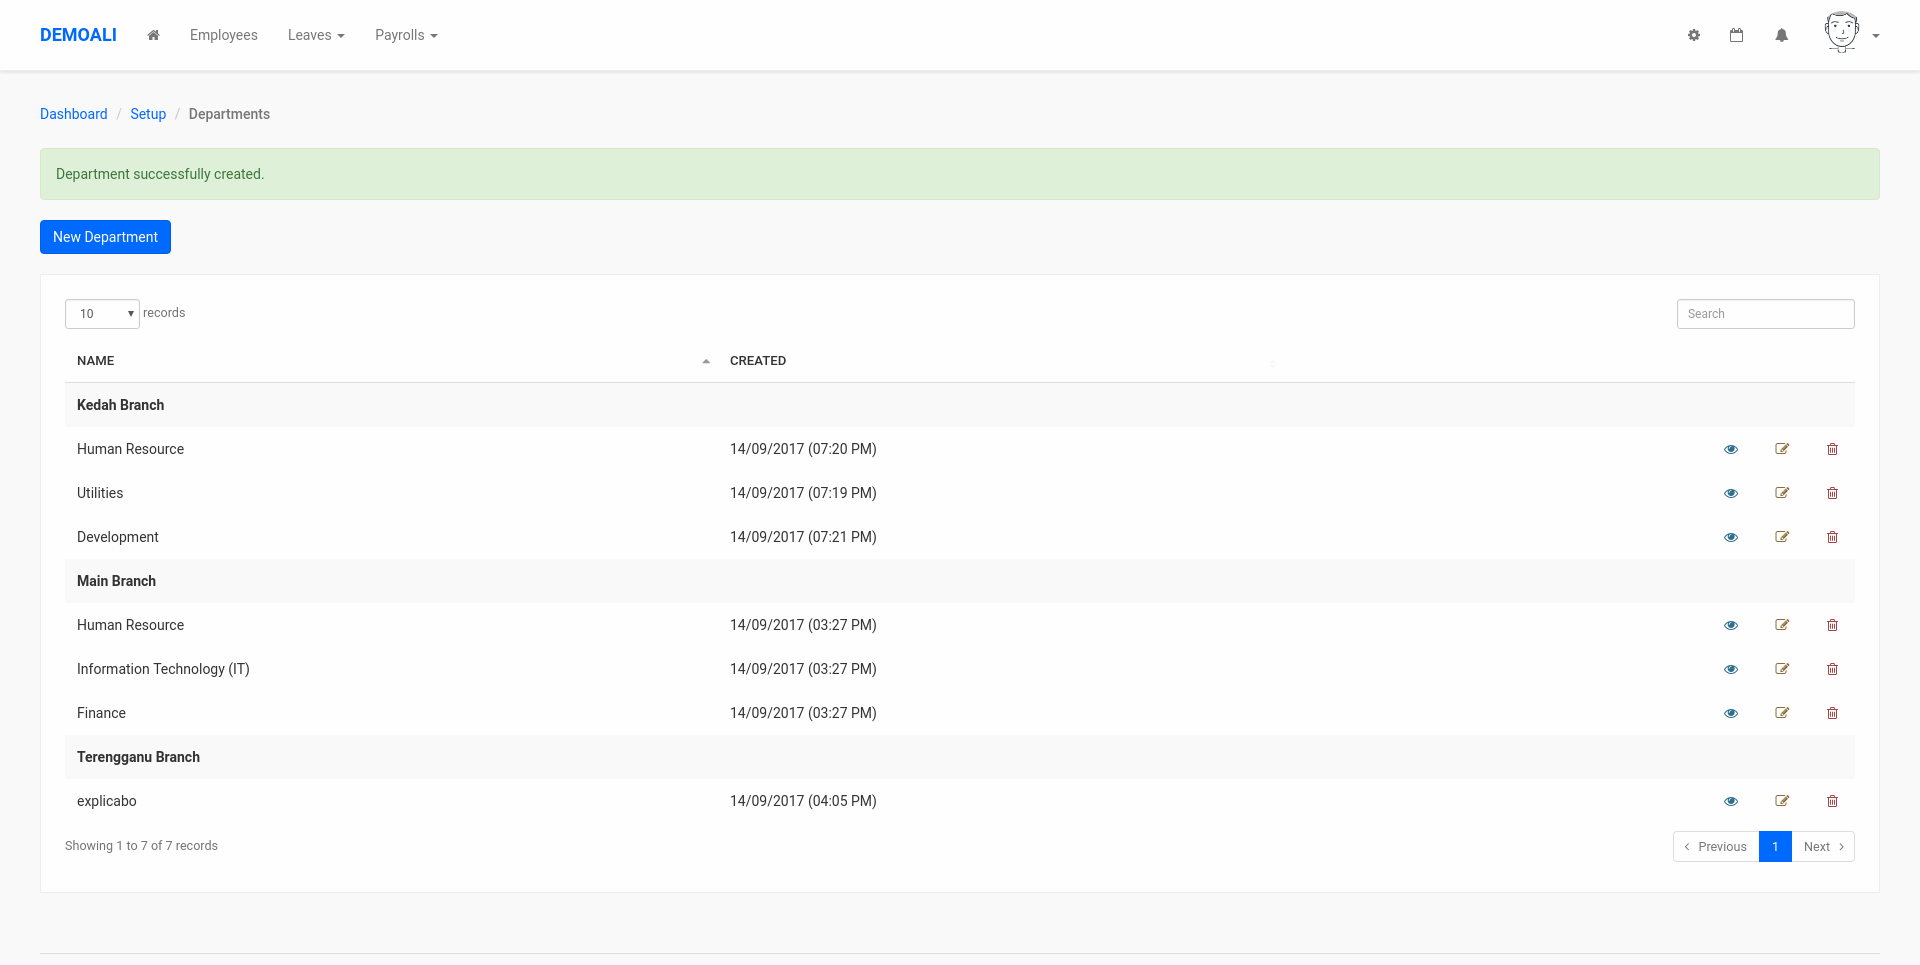 DEMOALI Employees Leaves Payrolls
Dashboard / Setup / Departments
Department successfully created.
New Department
10 records Search
NAME CREATED
Kedah Branch
Human Resource 14/09/2017 (07:20 PM)
Utilities 14/09/2017 (07:19 PM)
Development 14/09/2017 (07:21 PM)
Main Branch
Human Resource 14/09/2017 (03:27 PM)
Information Technology (IT) 14/09/2017 (03:27 PM)
Finance 14/09/2017 (03:27 PM)
Terengganu Branch
explicabo 14/09/2017 (04:05 PM)
Showing 1 to 7 of 7 records Previous 1 Next